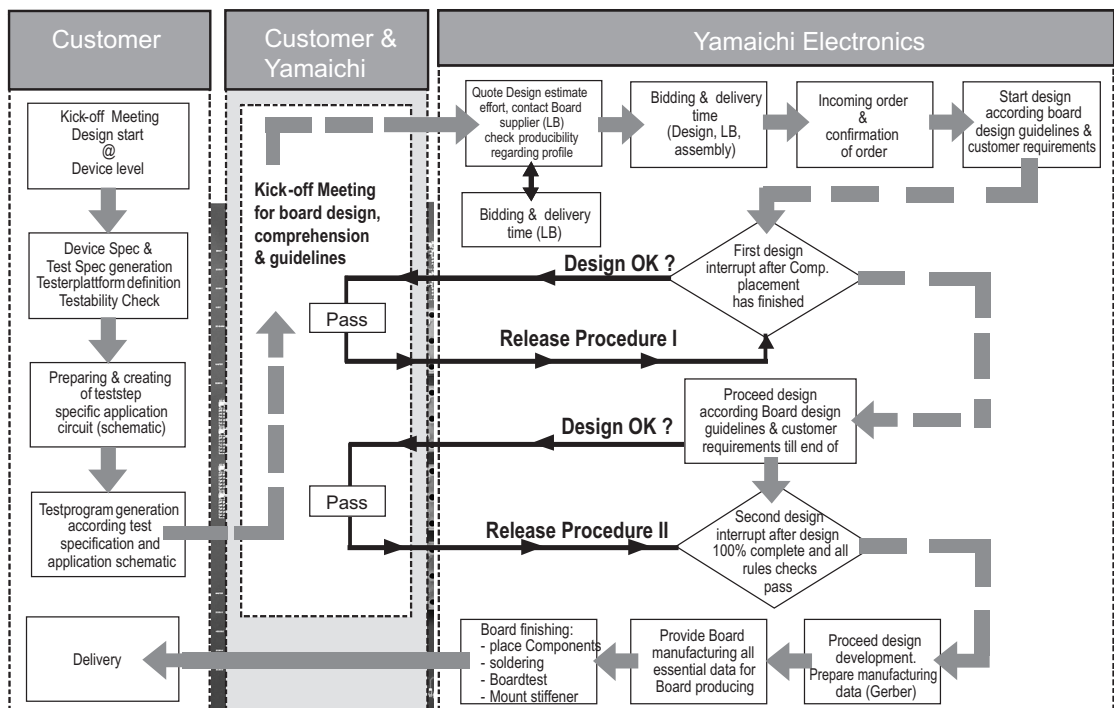 Customer
Customer &
Yamaichi
Yamaichi Electronics
Kick-off Meeting
Design start
@
Device level
Device Spec &
Test Spec generation
Testerplattform definition
Testability Check
Preparing & creating
of teststep
specific application
circuit (schematic)
Testprogram generation
according test
specification and
application schematic
Delivery
Kick-off Meeting
for board design,
comprehension
& guidelines
Quote Design estimate
effort, contact Board
supplier (LB)
check producibility
regarding profile
Bidding & delivery
time (LB)
Bidding & delivery
time
(Design, LB,
assembly)
Incoming order
&
confirmation
of order
Start design
according board
design guidelines &
customer requirements
First design
interrupt after Comp.
placement
has finished
Design OK ?
Pass
Release Procedure I
Proceed design
according Board design
guidelines & customer
requirements till end of
Design OK ?
Pass
Release Procedure II
Second design
interrupt after design
100% complete and all
rules checks
pass
Proceed design
development.
Prepare manufacturing
data (Gerber)
Provide Board
manufacturing all
essential data for
Board producing
Board finishing:
- place Components
- soldering
- Boardtest
- Mount stiffener